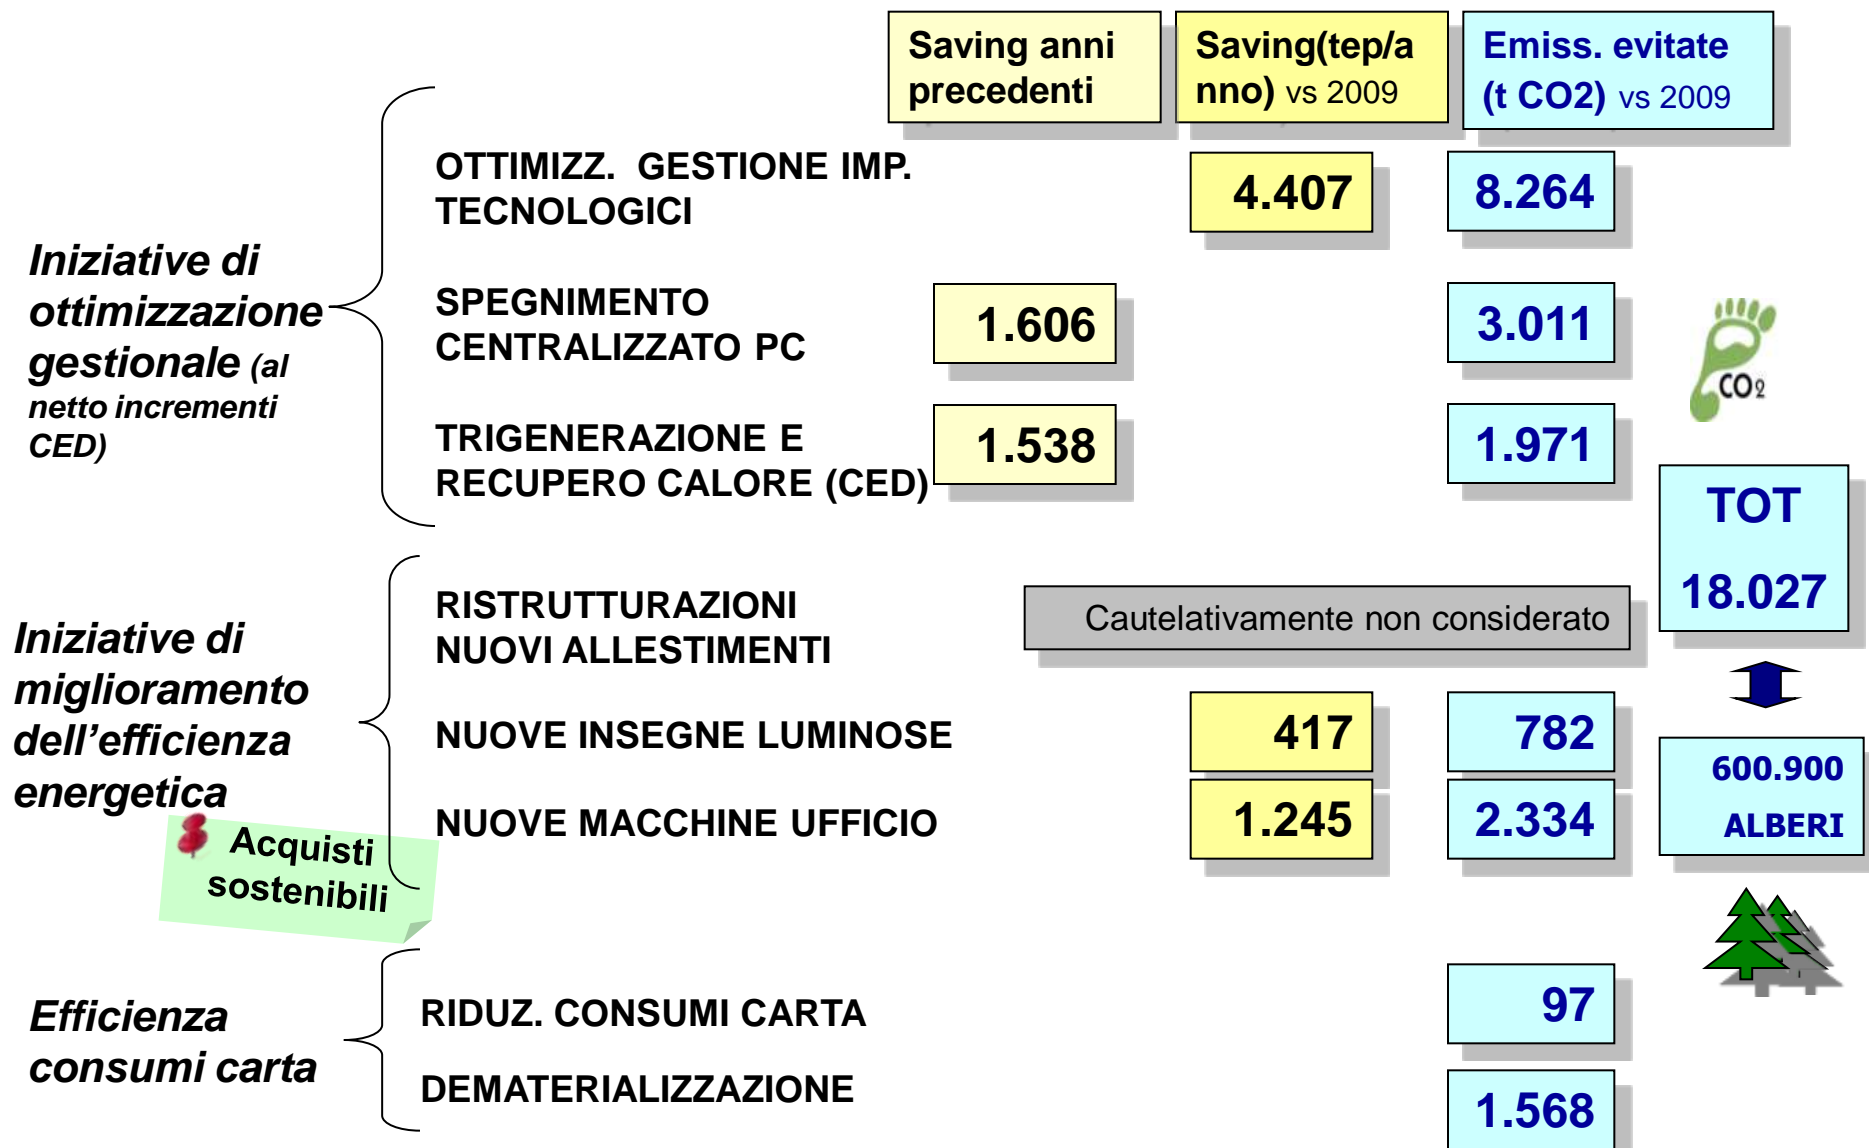 Saving anni
precedenti
Saving(tep/a
nno) vs 2009
Emiss. evitate
(t CO2) vs 2009
Iniziative di
ottimizzazione
gestionale (al
netto incrementi
CED)
OTTIMIZZ. GESTIONE IMP.
TECNOLOGICI
4.407
8.264
SPEGNIMENTO
CENTRALIZZATO PC
1.606
3.011
CO2
TRIGENERAZIONE E
RECUPERO CALORE (CED)
1.538
1.971
TOT
18.027
Iniziative di
miglioramento
dell’efficienza
energetica
RISTRUTTURAZIONI
NUOVI ALLESTIMENTI
Cautelativamente non considerato
NUOVE INSEGNE LUMINOSE
417
782
NUOVE MACCHINE UFFICIO
1.245
2.334
600.900
ALBERI
Acquisti
sostenibili
Efficienza
consumi carta
RIDUZ. CONSUMI CARTA
97
DEMATERIALIZZAZIONE
1.568